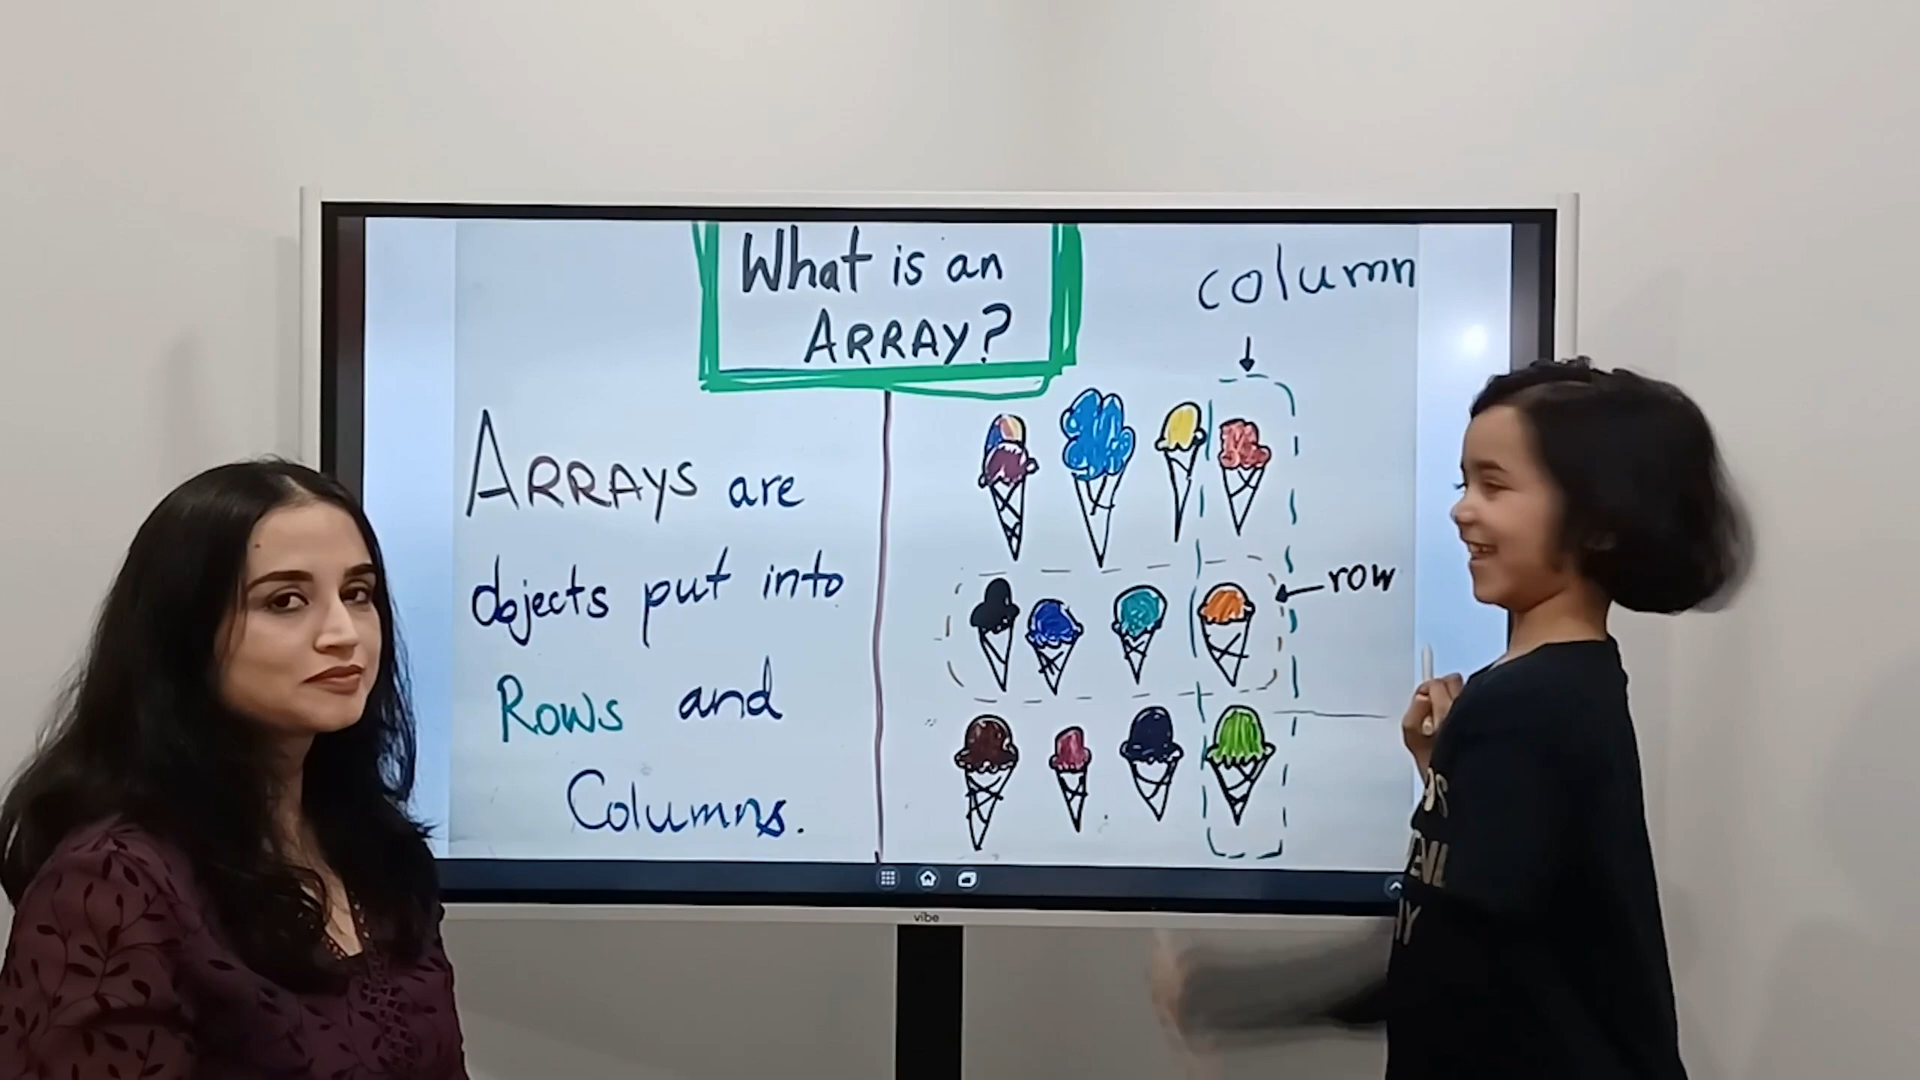 What is an
ARRAY?
column
ARRAYS are
objects put into
row
Rows and
Columns.
vibe